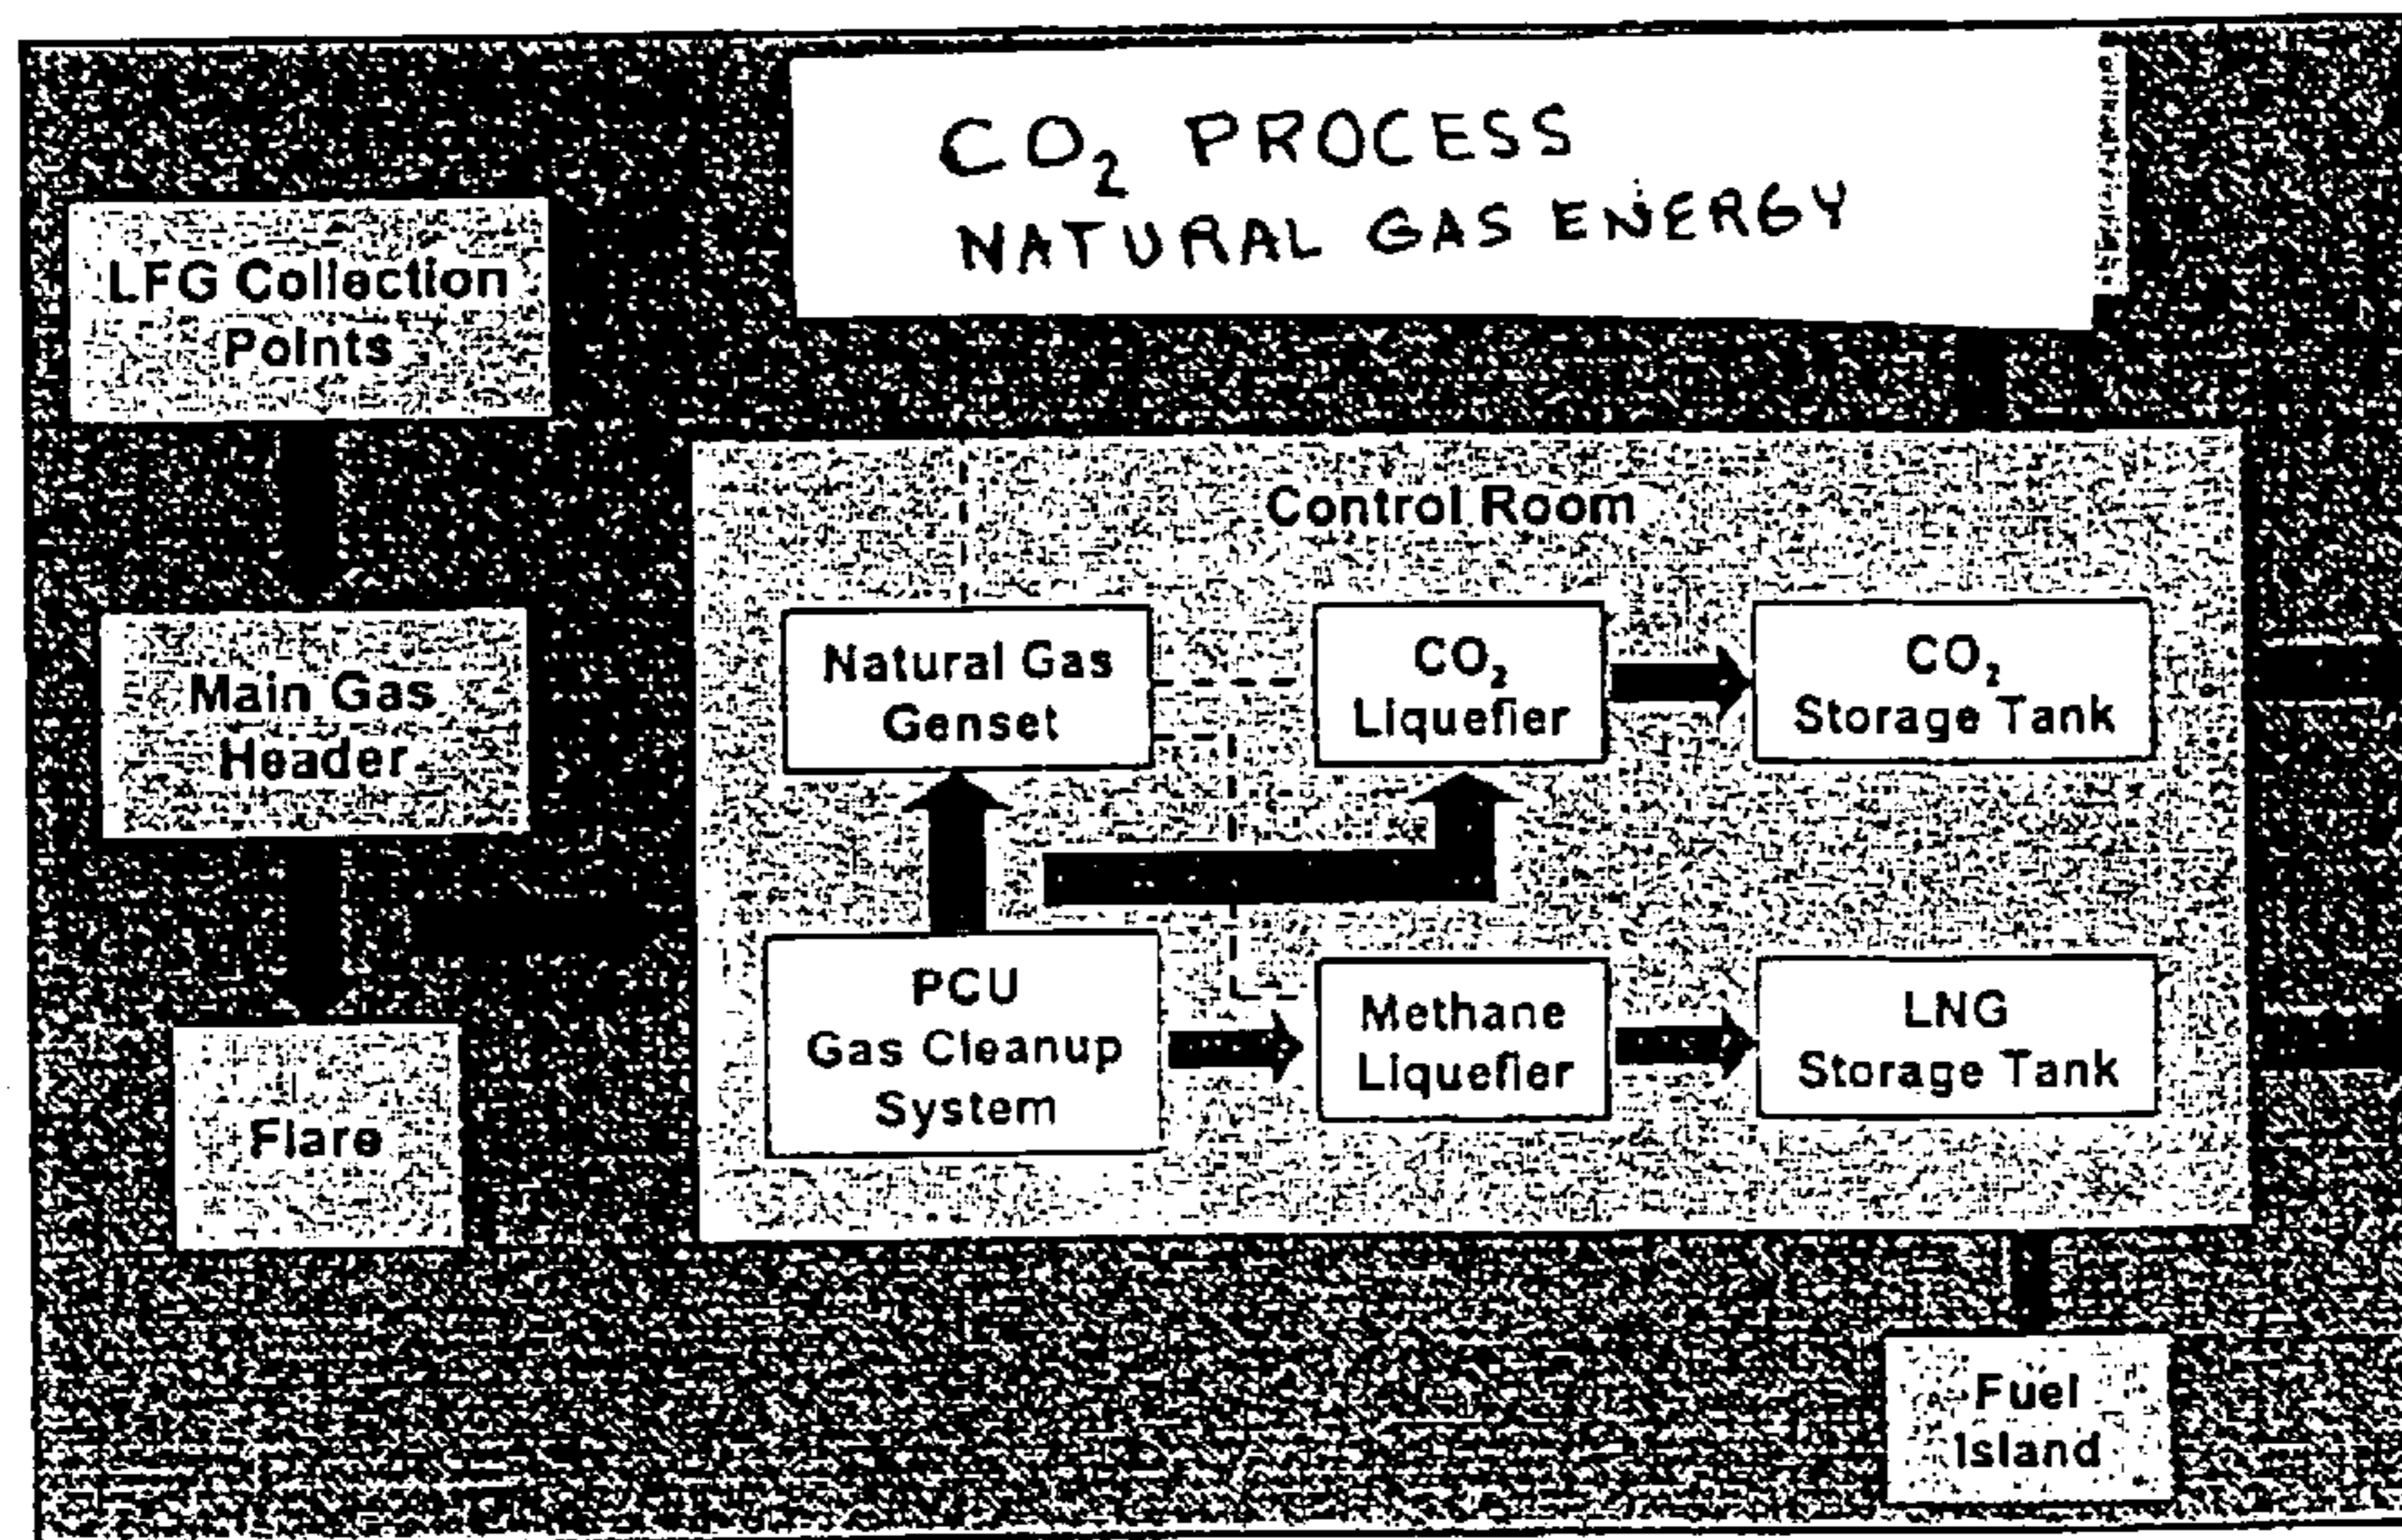 CO₂ PROCESS
NATURAL GAS ENERGY
LFG Collection
Points
Main Gas
Header
Flare
Control Room
Natural Gas
Genset
CO₂
Liquefier
CO₂
Storage Tank
PCU
Gas Cleanup
System
Methane
Liquefier
LNG
Storage Tank
Fuel
Island